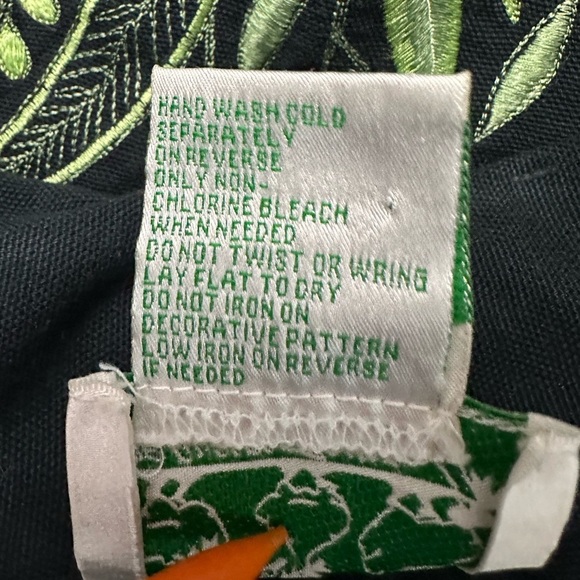 HAND WASH COLD
SEPARATELY
ON REVERSE
ONLY NON-
CHLORINE BLEACH
WHEN NEEDED
DO NOT TWIST OR WRING
LAY FLAT TO DRY
DO NOT IRON ON
DECORATIVE PATTERN
LOW IRON ON REVERSE
IF NEEDED